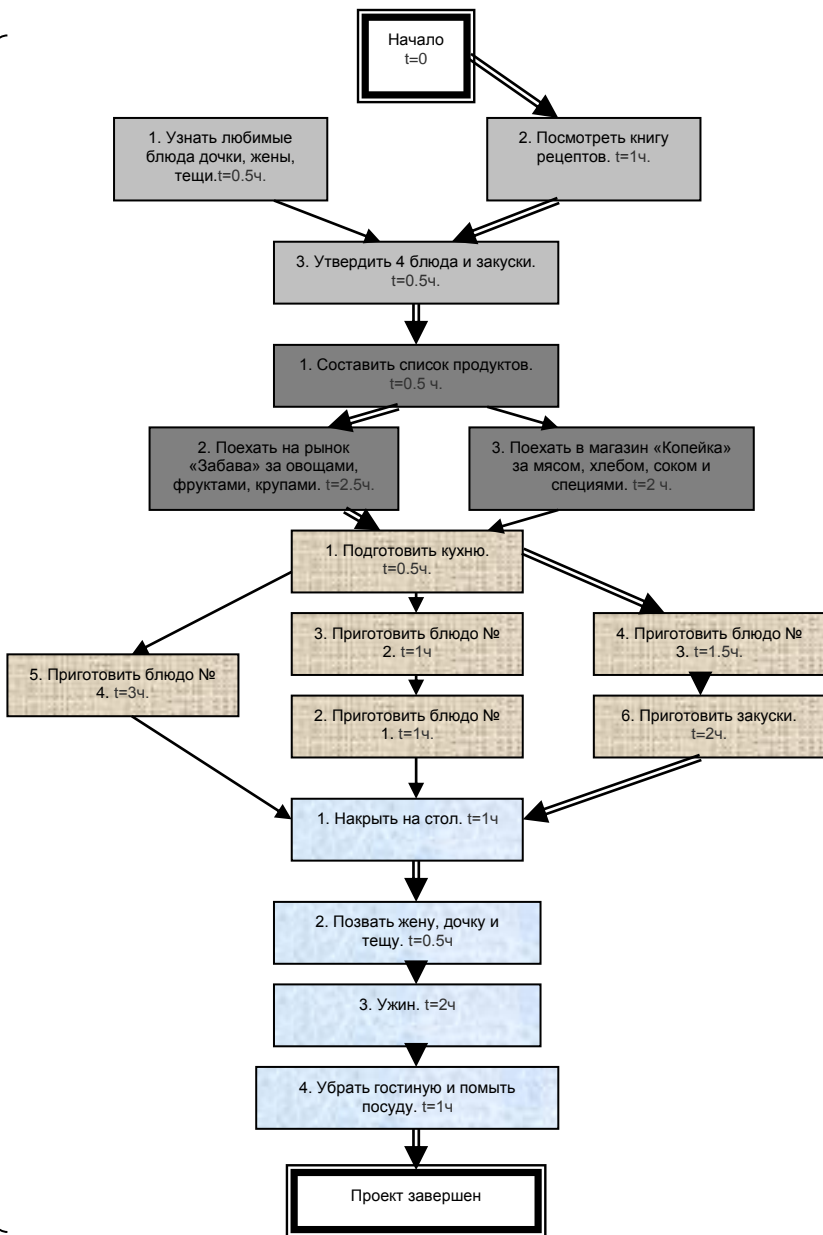 Начало
t=0
1. Узнать любимые
блюда дочки, жены,
тещи.t=0.5ч.
2. Посмотреть книгу
рецептов. t=1ч.
3. Утвердить 4 блюда и закуски.
t=0.5ч.
1. Составить список продуктов.
t=0.5 ч.
2. Поехать на рынок
«Забава» за овощами,
фруктами, крупами. t=2.5ч.
3. Поехать в магазин «Копейка»
за мясом, хлебом, соком и
специями. t=2 ч.
1. Подготовить кухню.
t=0.5ч.
5. Приготовить блюдо №
4. t=3ч.
3. Приготовить блюдо №
2. t=1ч
4. Приготовить блюдо №
3. t=1.5ч.
2. Приготовить блюдо №
1. t=1ч.
6. Приготовить закуски.
t=2ч.
1. Накрыть на стол. t=1ч
2. Позвать жену, дочку и
тещу. t=0.5ч
3. Ужин. t=2ч
4. Убрать гостиную и помыть
посуду. t=1ч
Проект завершен